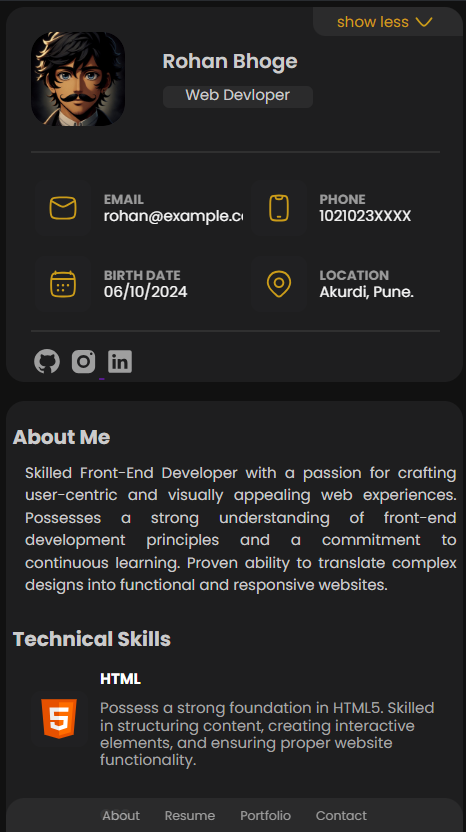 show less
Rohan Bhoge
Web Devloper
EMAIL
rohan@example.c
PHONE
1021023XXXX
BIRTH DATE
06/10/2024
LOCATION
Akurdi, Pune.
About Me
Skilled Front-End Developer with a passion for crafting
user-centric and visually appealing web experiences.
Possesses a strong understanding of front-end
development principles and a commitment to
continuous learning. Proven ability to translate complex
designs into functional and responsive websites.
Technical Skills
HTML
Possess a strong foundation in HTML5. Skilled
in structuring content, creating interactive
elements, and ensuring proper website
functionality.
About Resume Portfolio Contact